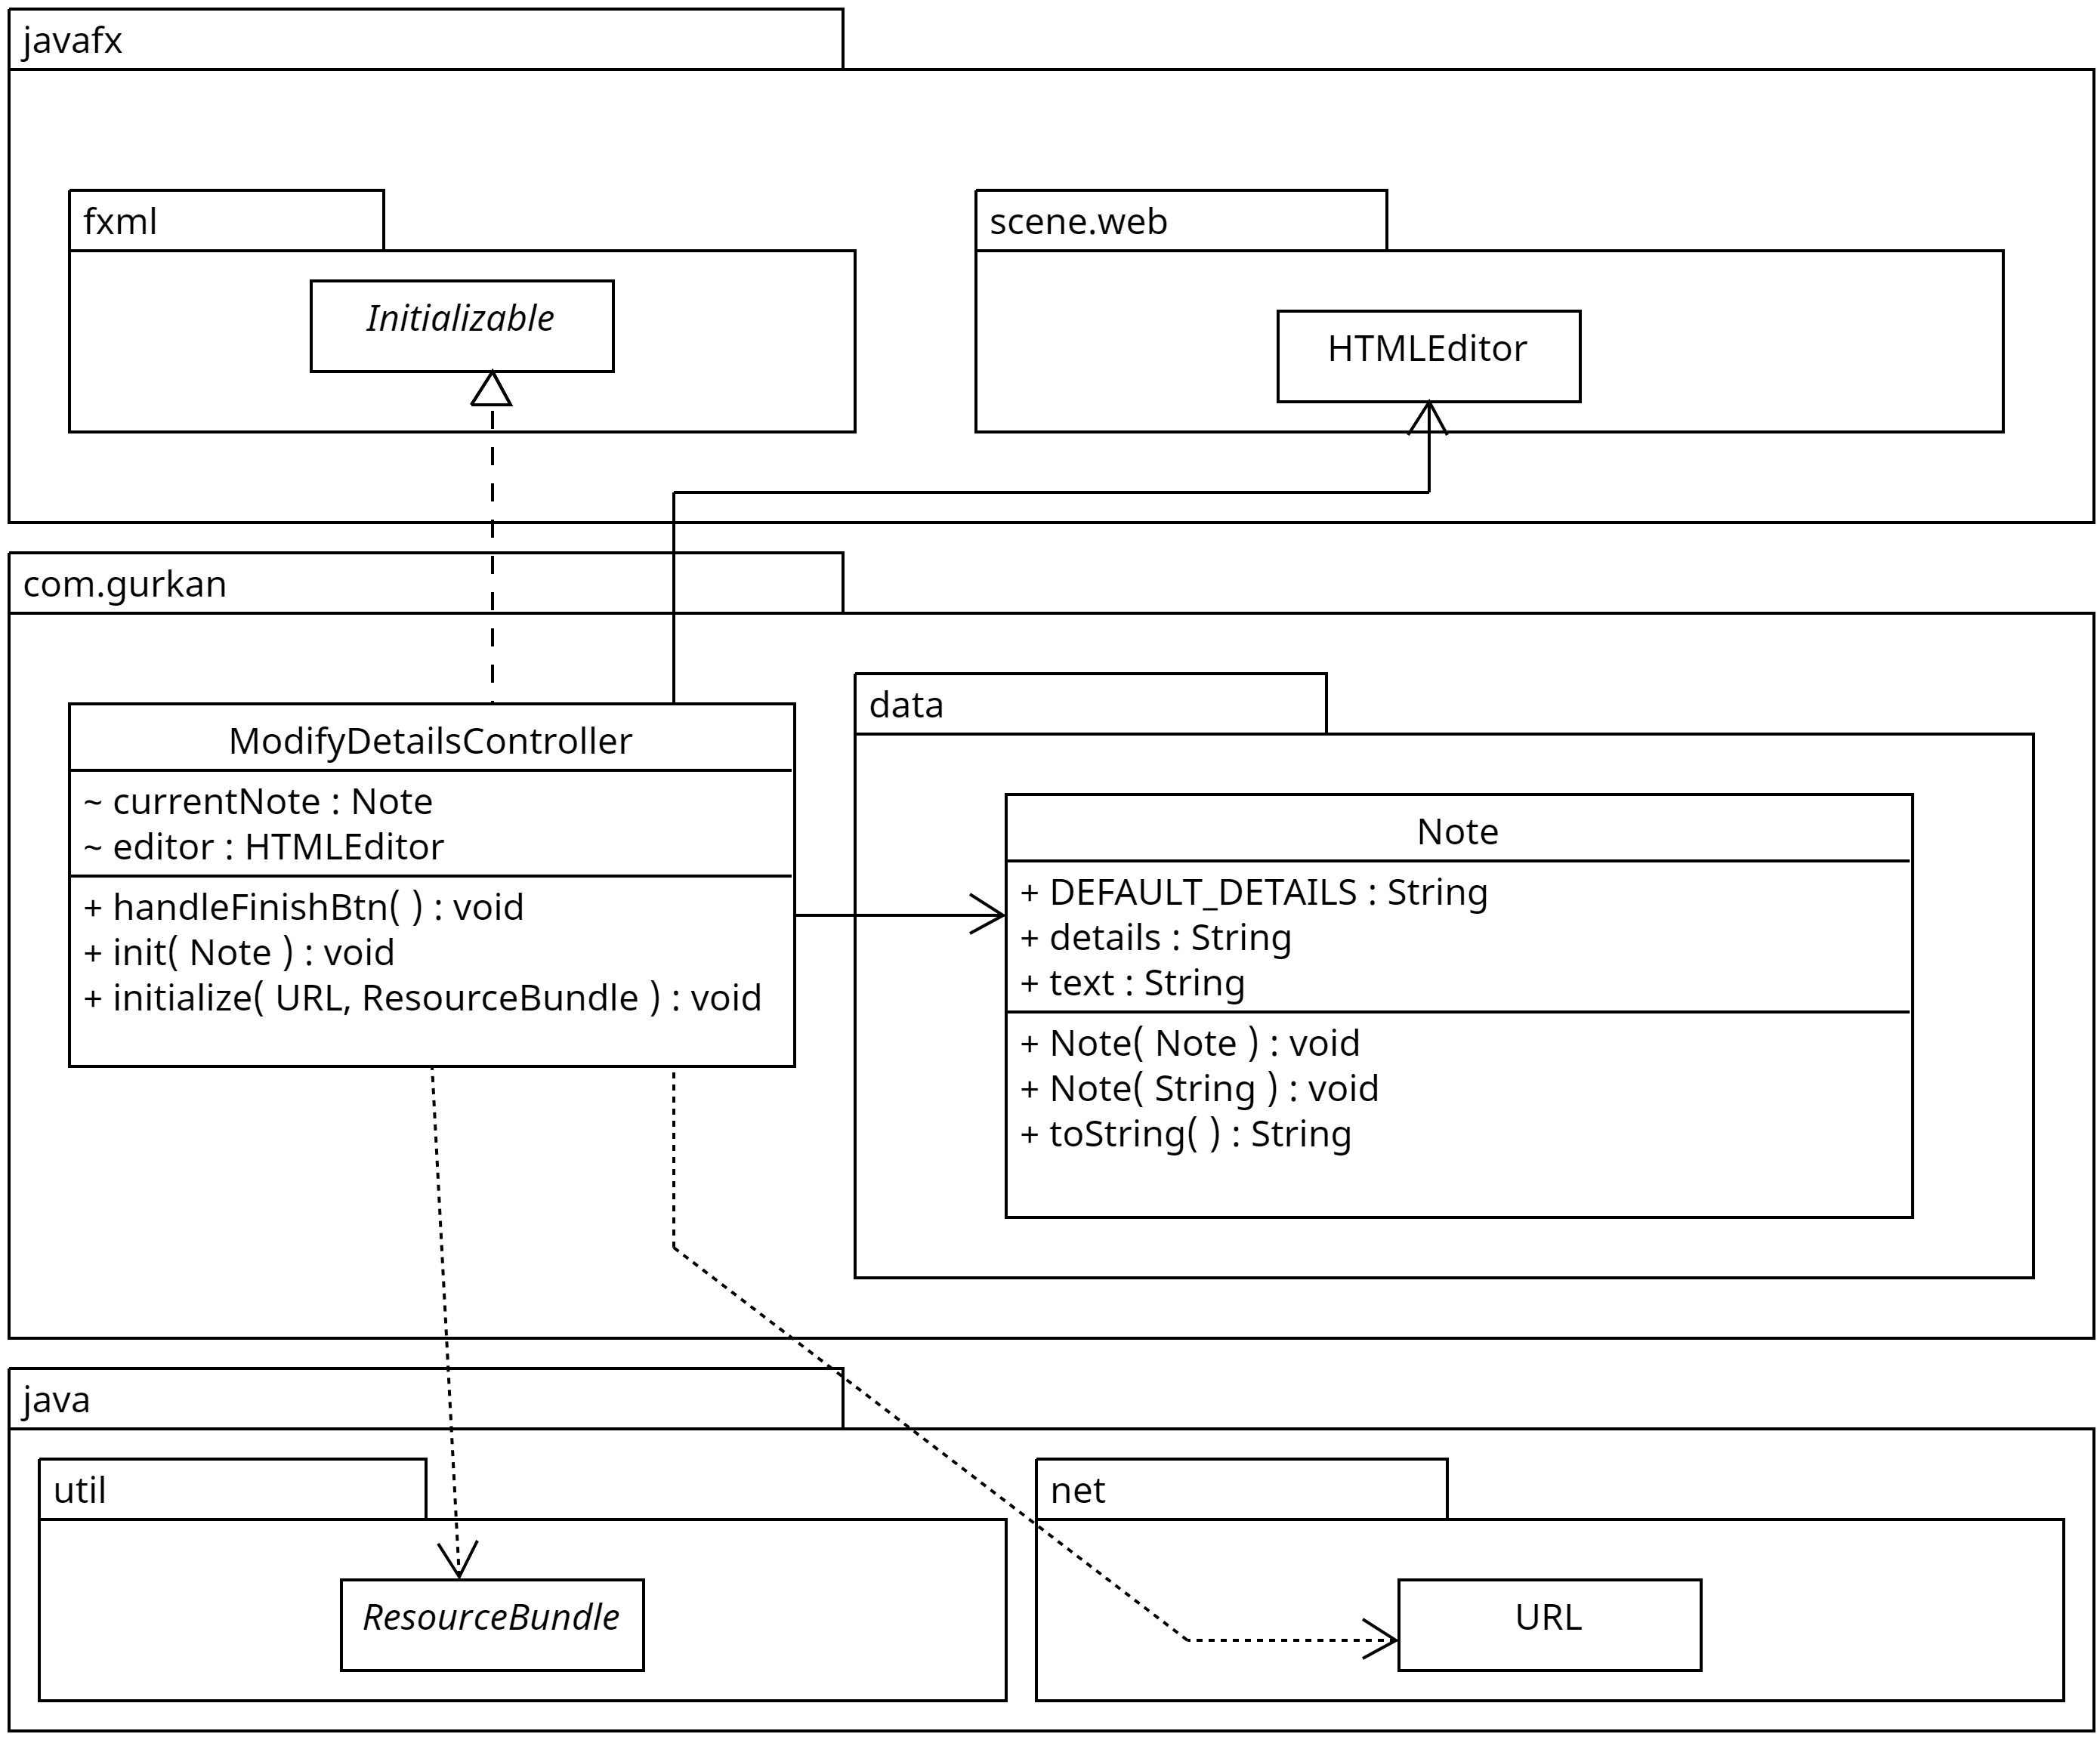 javafx
fxml
Initializable
scene.web
HTMLEditor
com.gurkan
ModifyDetailsController
~ currentNote : Note
~ editor : HTMLEditor
+ handleFinishBtn( ) : void
+ init( Note ) : void
+ initialize( URL, ResourceBundle ) : void
data
Note
+ DEFAULT_DETAILS : String
+ details : String
+ text : String
+ Note( Note ) : void
+ Note( String ) : void
+ toString( ) : String
java
util
ResourceBundle
net
URL